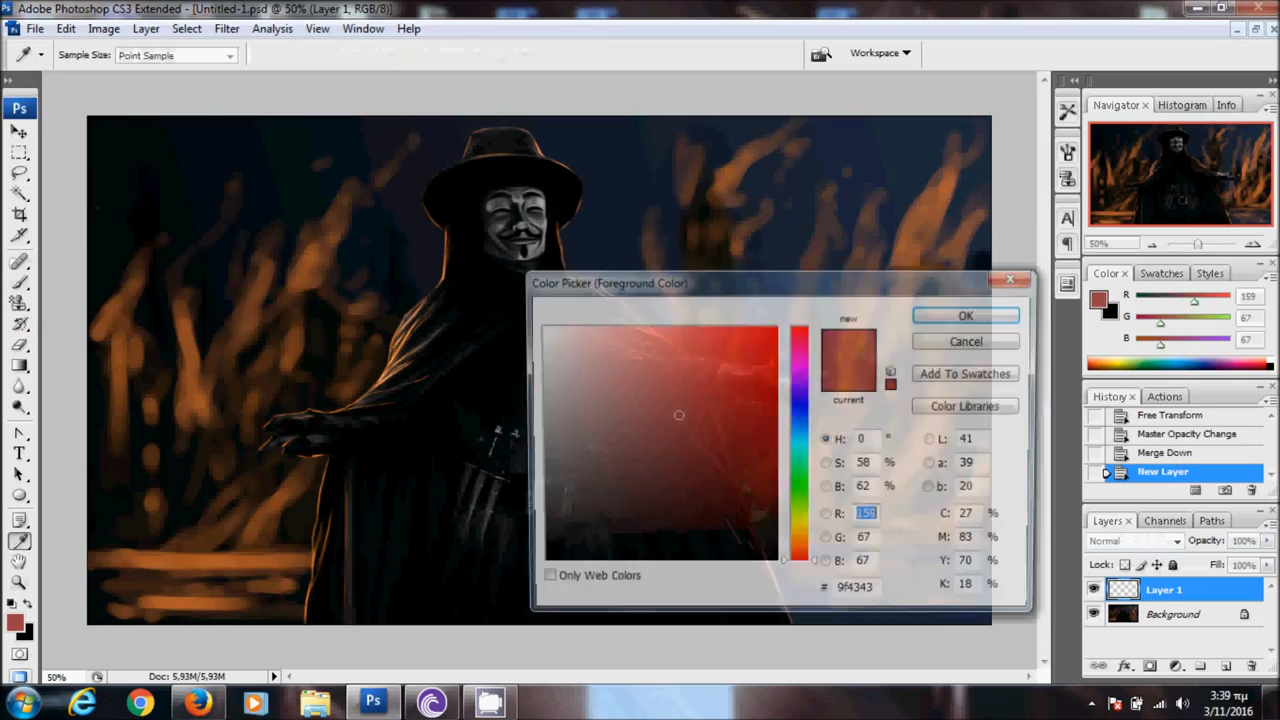 Adobe Photoshop CS3 Extended - [Untitled-1.psd @ 50% (Layer 1, RGB/8)]
File Edit Image Layer Select Filter Analysis View Window Help
Sample Size: Point Sample
Workspace
Ps
Navigator Histogram Info
50%
Color Swatches Styles
R 159
G 67
B 67
History Actions
Free Transform
Master Opacity Change
Merge Down
New Layer
Layers Channels Paths
Normal Opacity: 100%
Lock: Fill: 100%
Layer 1
Background
Color Picker (Foreground Color)
new
current
OK
Cancel
Add To Swatches
Color Libraries
H: 0 °
S: 58 %
B: 62 %
R: 159
G: 67
B: 67
# 9f4343
L: 41
a: 39
b: 20
C: 27 %
M: 83 %
Y: 70 %
K: 18 %
Only Web Colors
50% Doc: 5,93M/5,93M
Ps
3:39 πμ
3/11/2016